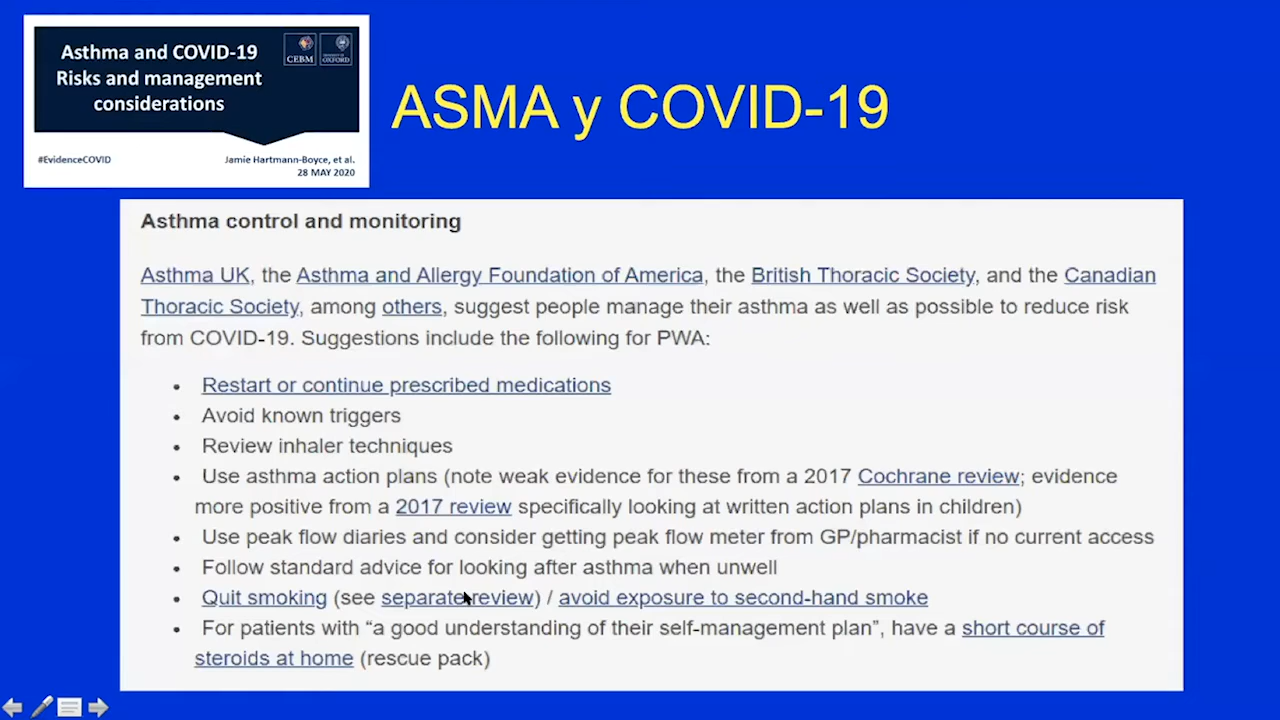 Asthma and COVID-19
Risks and management
considerations
CEBM
UNIVERSITY OF
OXFORD
#EvidenceCOVID
Jamie Hartmann-Boyce, et al.
28 MAY 2020
ASMA y COVID-19
Asthma control and monitoring
Asthma UK, the Asthma and Allergy Foundation of America, the British Thoracic Society, and the Canadian
Thoracic Society, among others, suggest people manage their asthma as well as possible to reduce risk
from COVID-19. Suggestions include the following for PWA:
• Restart or continue prescribed medications
• Avoid known triggers
• Review inhaler techniques
• Use asthma action plans (note weak evidence for these from a 2017 Cochrane review; evidence
more positive from a 2017 review specifically looking at written action plans in children)
• Use peak flow diaries and consider getting peak flow meter from GP/pharmacist if no current access
• Follow standard advice for looking after asthma when unwell
• Quit smoking (see separate review) / avoid exposure to second-hand smoke
• For patients with “a good understanding of their self-management plan”, have a short course of
steroids at home (rescue pack)